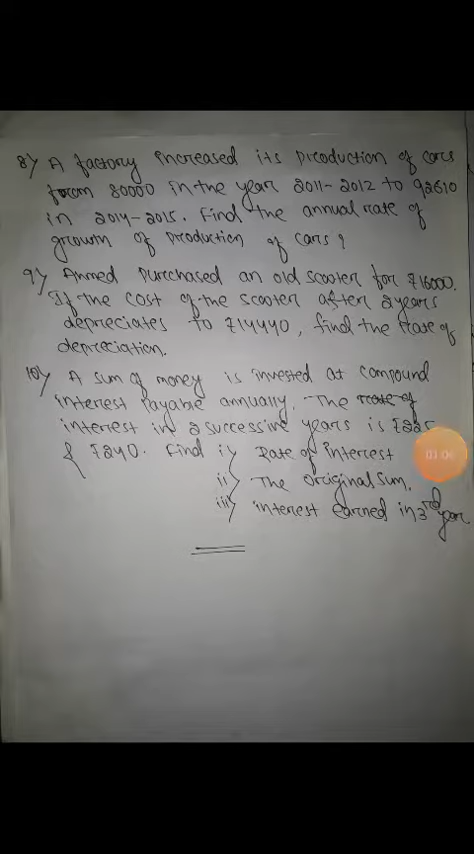 8) A factory increased its production of cars
from 80000 in the year 2011-2012 to 92610
in 2014-2015. Find the annual rate of
growth of production of cars?
9) Ahmed purchased an old scooter for ₹16000.
If the cost of the scooter after 2years
depreciates to ₹14440, find the rate of
depreciation.
10) A sum of money is invested at compound
interest payable annually. The rate of
interest in 2 successive years is ₹225
& ₹240. Find i) Rate of interest
01:04
ii) The original sum.
iii) interest earned in 3rd year